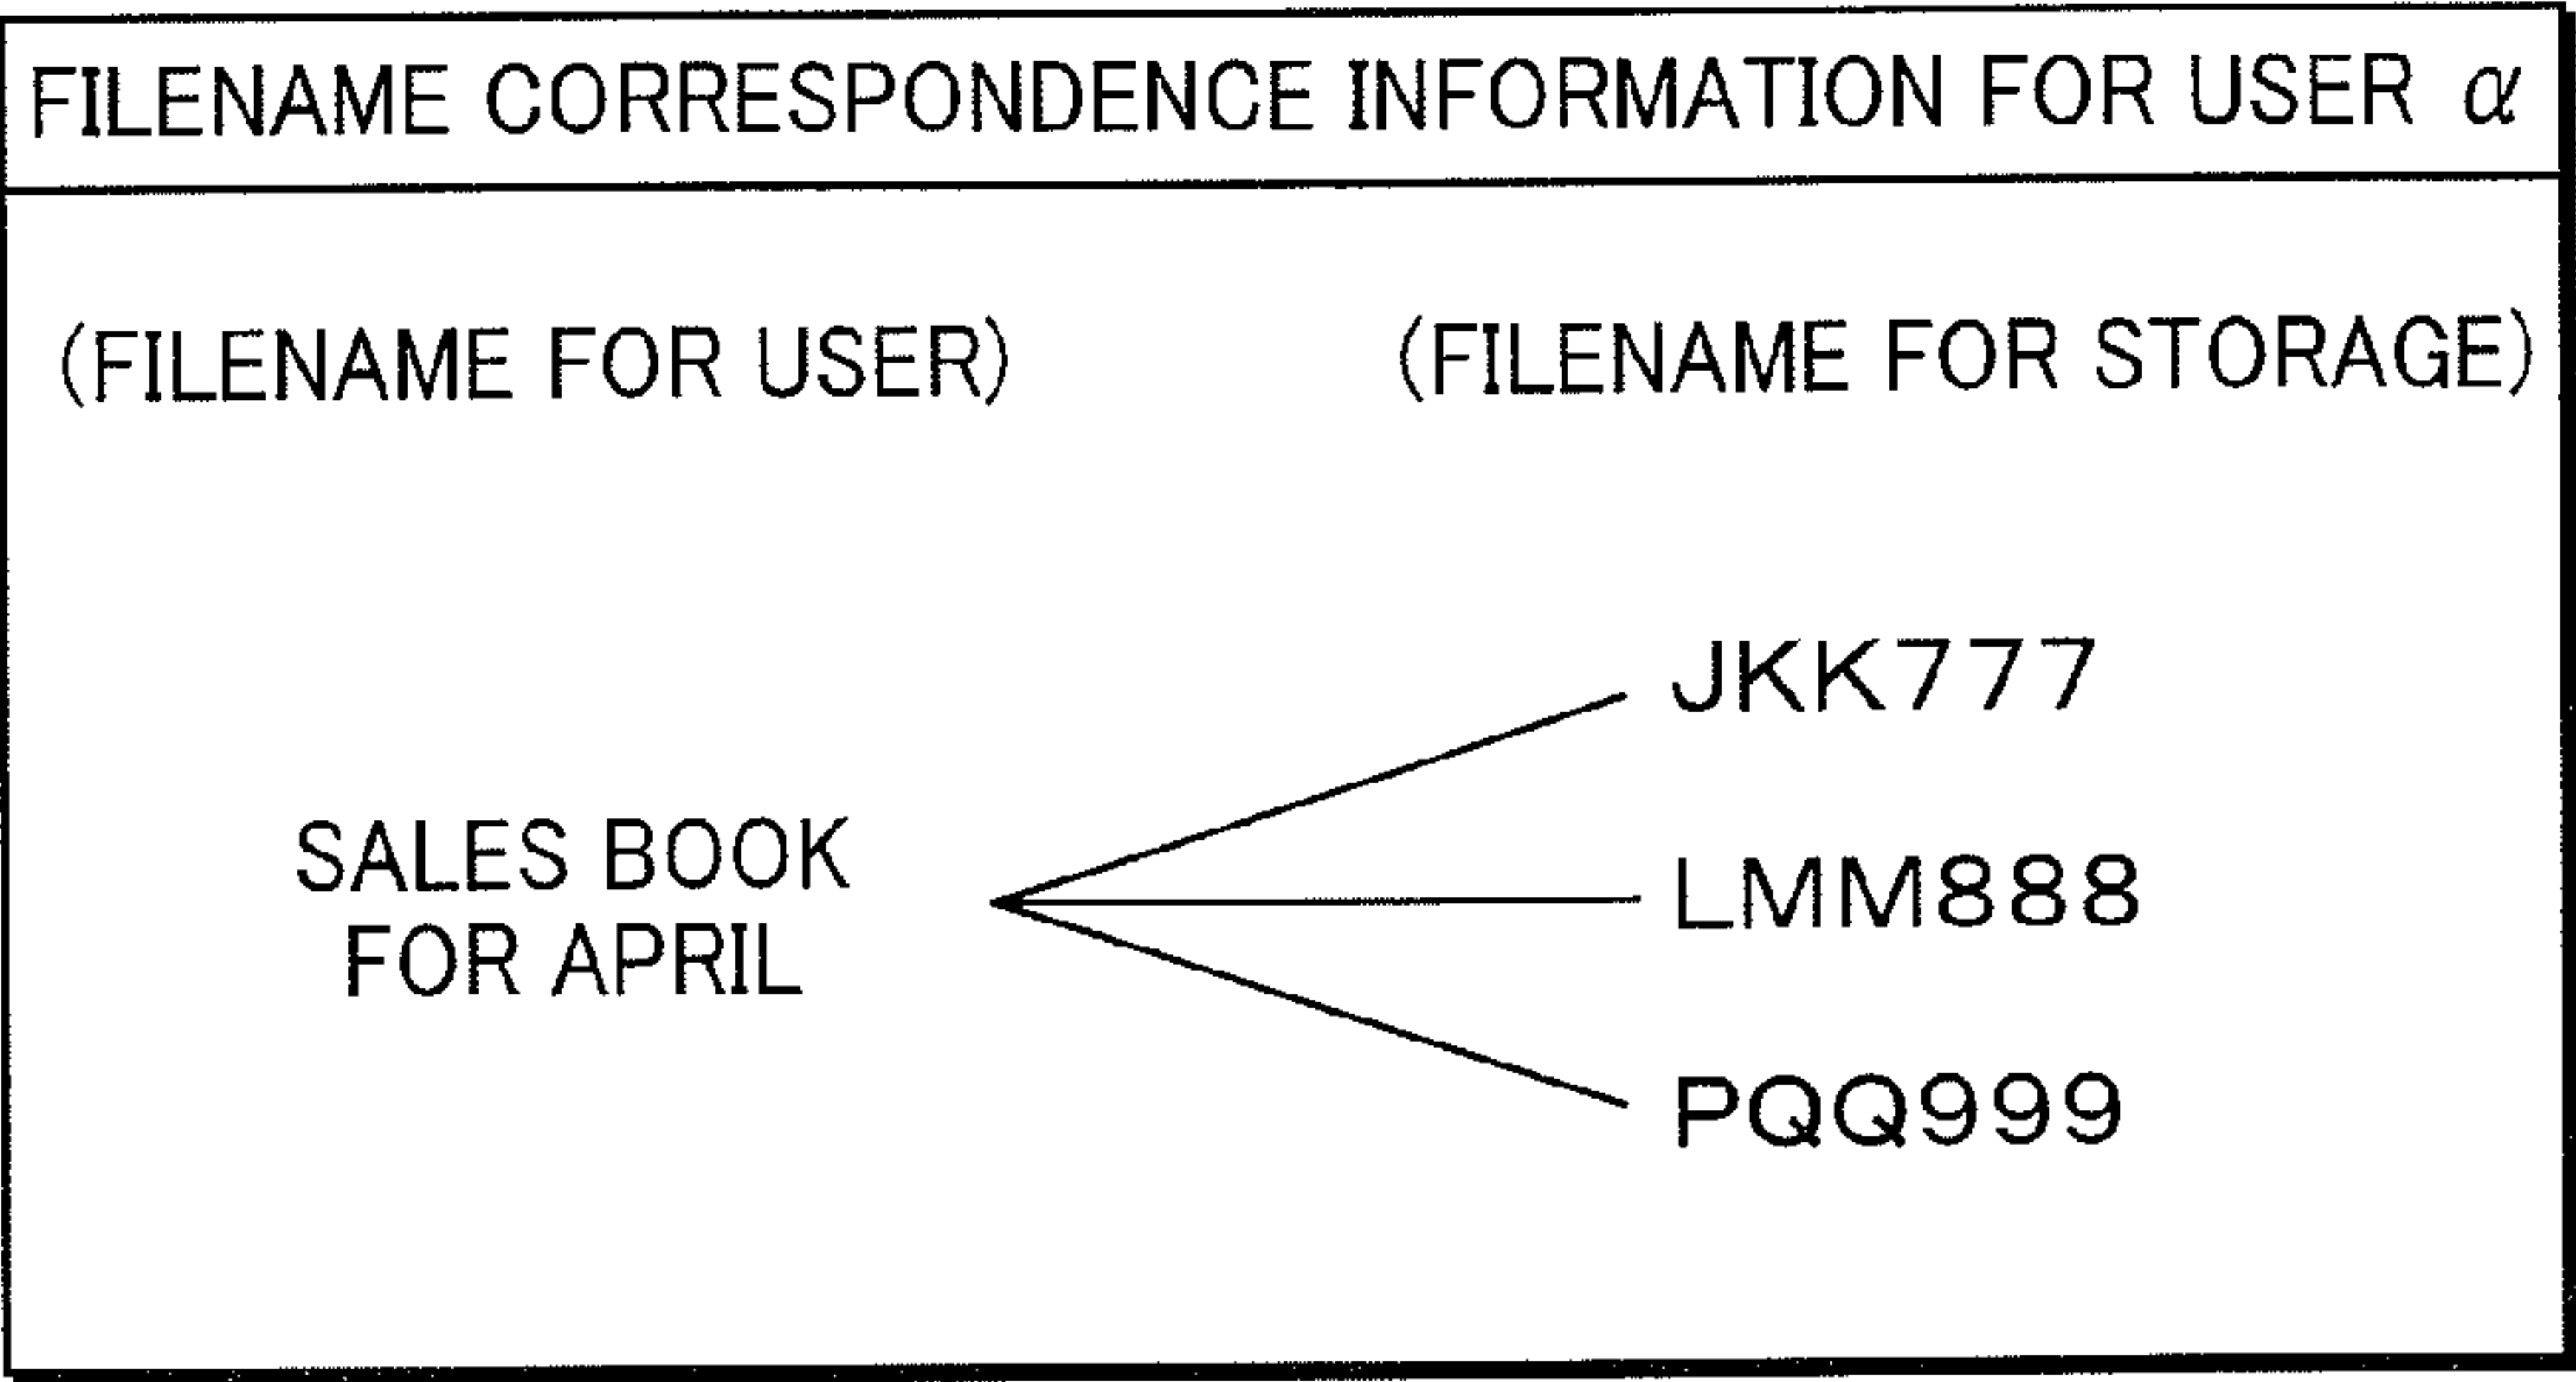 FILENAME CORRESPONDENCE INFORMATION FOR USER α
(FILENAME FOR USER) (FILENAME FOR STORAGE)
SALES BOOK
FOR APRIL
JKK777
LMM888
PQQ999